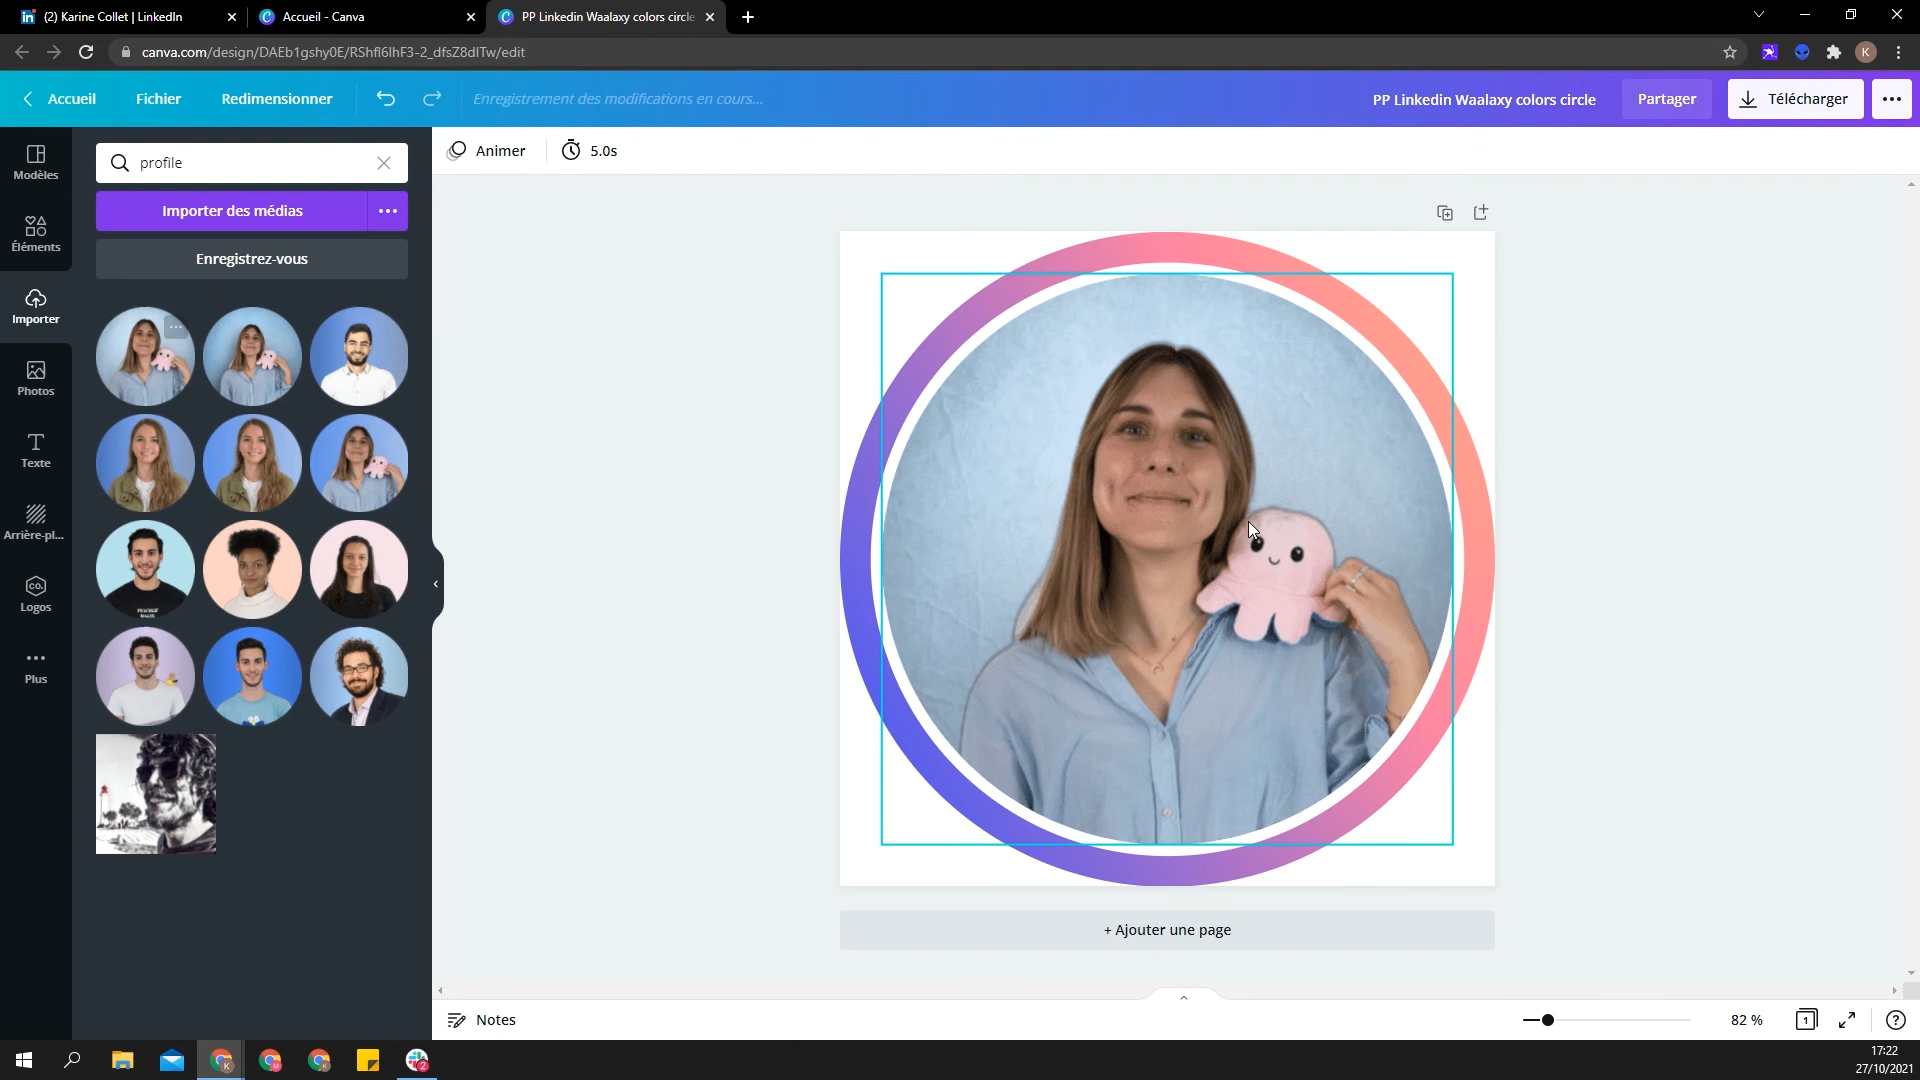 (2) Karine Collet | LinkedIn
Accueil - Canva
PP Linkedin Waalaxy colors circle
canva.com/design/DAEb1gshy0E/RShfl6lhF3-2_dfsZ8dlTw/edit
K
Accueil
Fichier
Redimensionner
Enregistrement des modifications en cours...
PP Linkedin Waalaxy colors circle
Partager
Télécharger
Modèles
Éléments
Importer
Photos
Texte
Arrière-pl...
CO.
Logos
Plus
profile
Importer des médias
Enregistrez-vous
Animer
5.0s
+ Ajouter une page
Notes
82 %
1
17:22
27/10/2021